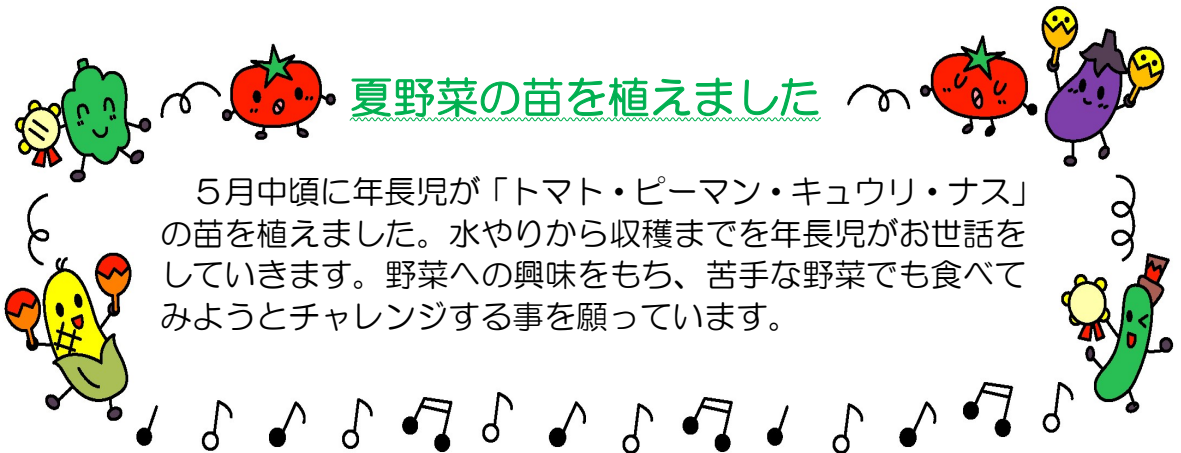 夏野菜の苗を植えました
　５月中頃に年長児が「トマト・ピーマン・キュウリ・ナス」
の苗を植えました。水やりから収穫までを年長児がお世話を
していきます。野菜への興味をもち、苦手な野菜でも食べて
みようとチャレンジする事を願っています。